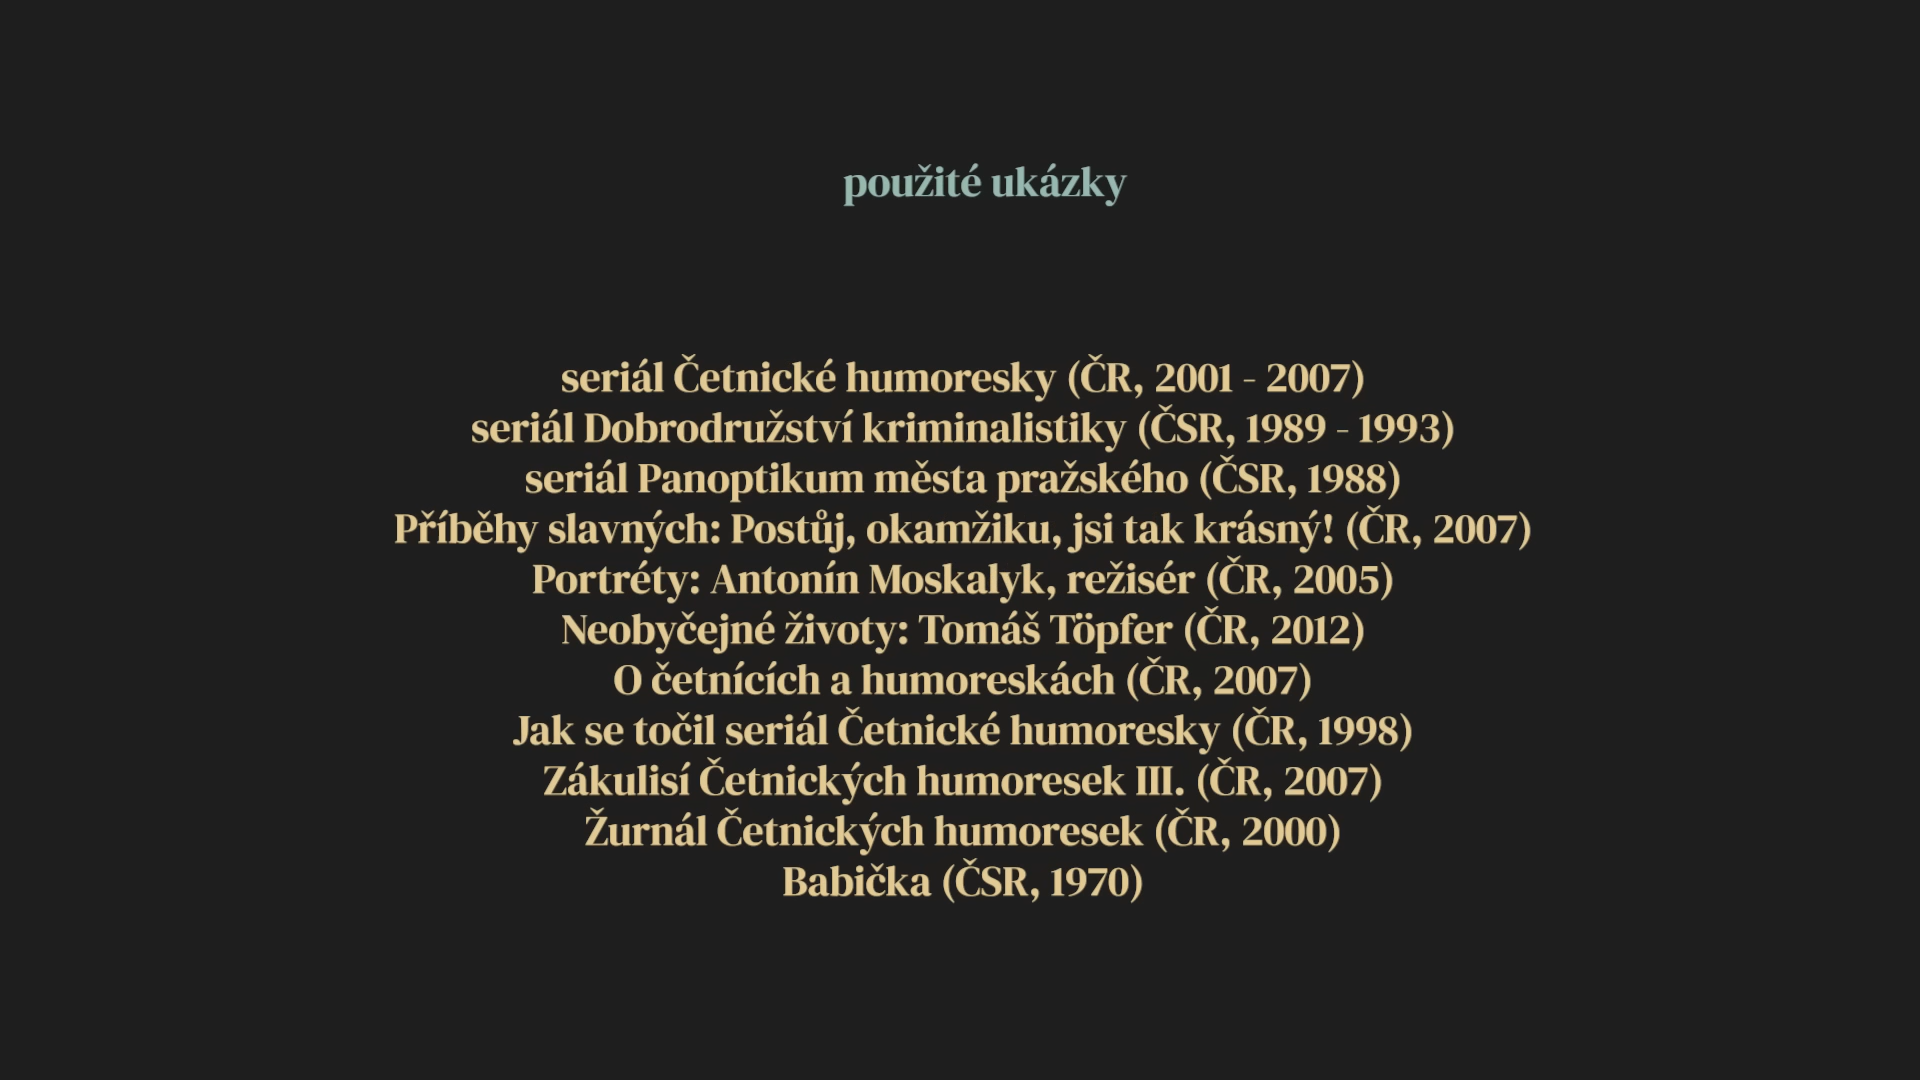 použité ukázky
seriál Četnické humoresky (ČR, 2001 - 2007)
seriál Dobrodružství kriminalistiky (ČSR, 1989 - 1993)
seriál Panoptikum města pražského (ČSR, 1988)
Příběhy slavných: Postůj, okamžiku, jsi tak krásný! (ČR, 2007)
Portréty: Antonín Moskalyk, režisér (ČR, 2005)
Neobyčejné životy: Tomáš Töpfer (ČR, 2012)
O četnících a humoreskách (ČR, 2007)
Jak se točil seriál Četnické humoresky (ČR, 1998)
Zákulisí Četnických humoresek III. (ČR, 2007)
Žurnál Četnických humoresek (ČR, 2000)
Babička (ČSR, 1970)